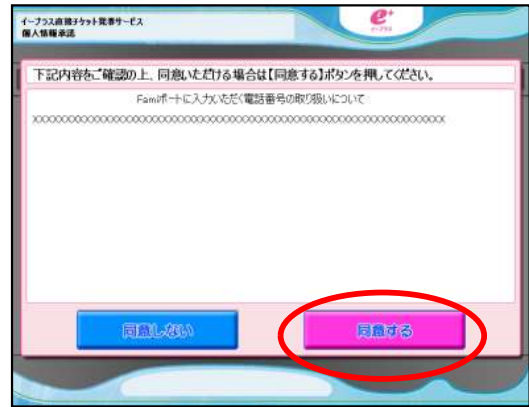 イープラス直接チケット発券サービス
個人情報承認
e+
イープラス
下記内容をご確認の上、同意いただける場合は【同意する】ボタンを押してください。
Famiポートに入力いただく電話番号の取り扱いについて
同意しない
同意する